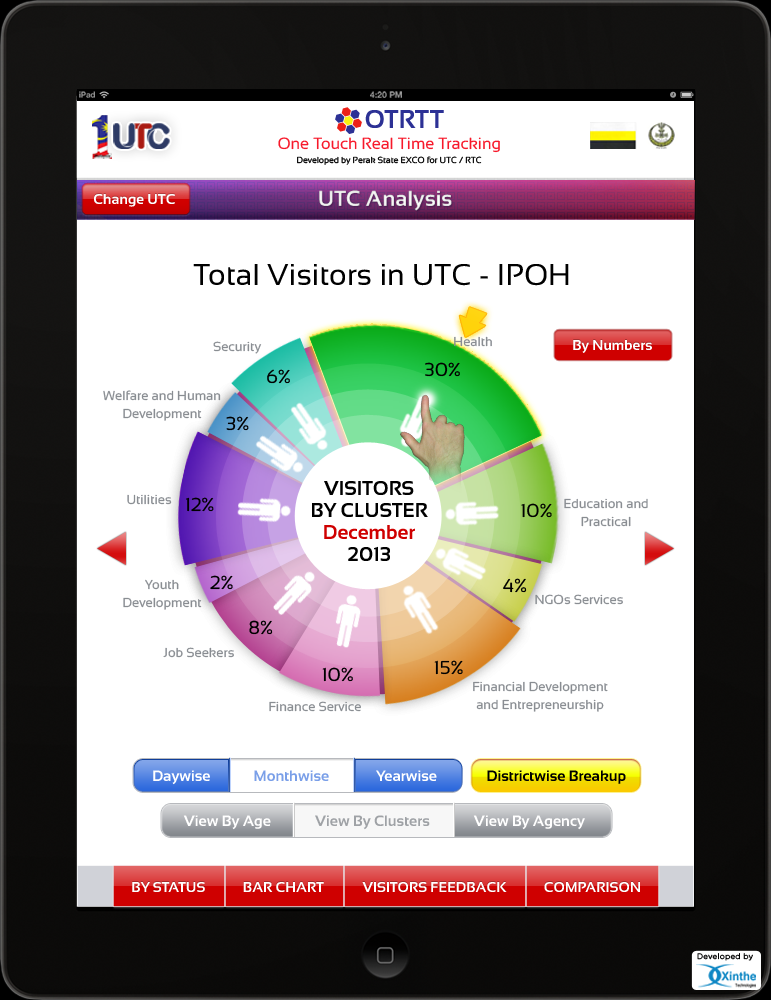 iPad
4:20 PM
1UTC
OTRTT
One Touch Real Time Tracking
Developed by Perak State EXCO for UTC / RTC
Change UTC
UTC Analysis
Total Visitors in UTC - IPOH
Health
30%
By Numbers
Security
6%
Welfare and Human
Development
3%
Utilities
12%
VISITORS
BY CLUSTER
December
2013
10%
Education and
Practical
Youth
Development
2%
4%
NGOs Services
8%
Job Seekers
10%
Finance Service
15%
Financial Development
and Entrepreneurship
Daywise
Monthwise
Yearwise
Districtwise Breakup
View By Age
View By Clusters
View By Agency
BY STATUS
BAR CHART
VISITORS FEEDBACK
COMPARISON
Developed by
Xinthe
Technologies